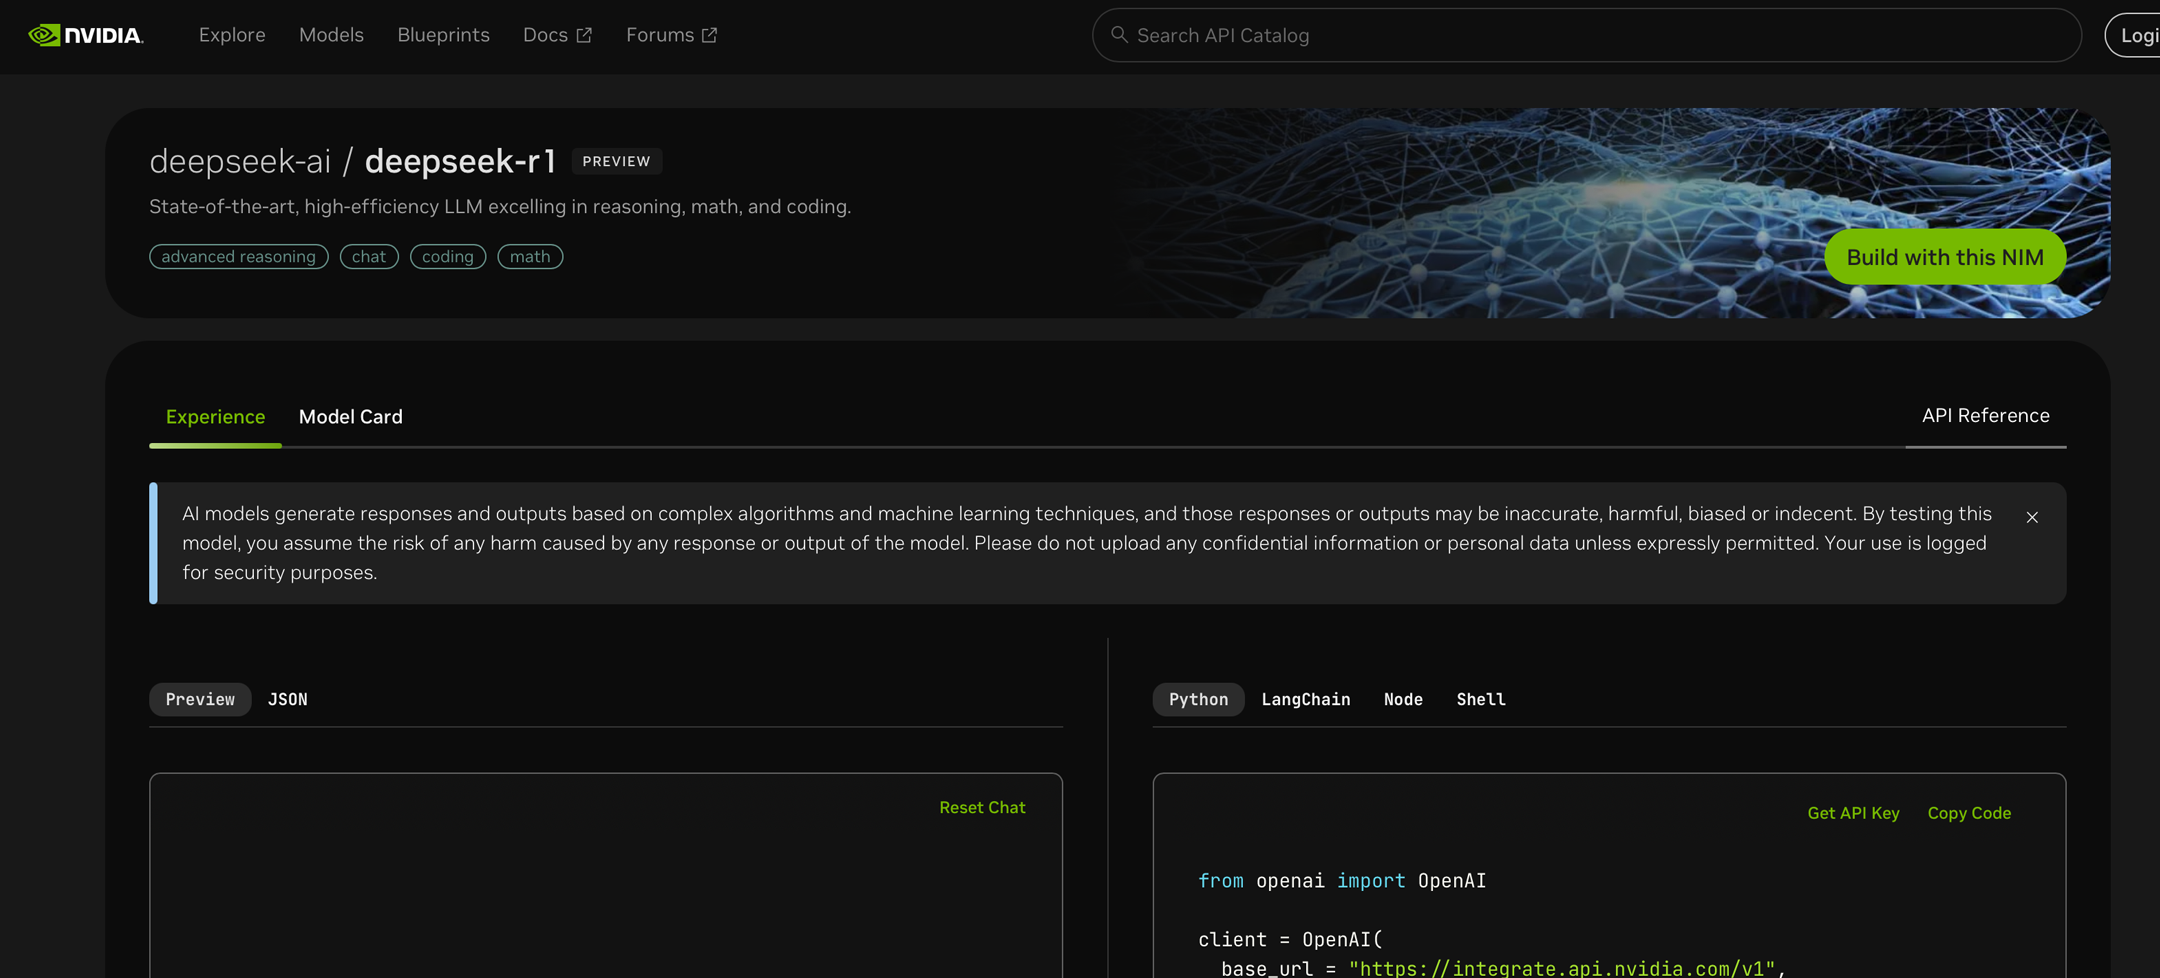 NVIDIA.
Explore Models Blueprints Docs Forums
Search API Catalog
Logi
deepseek-ai / deepseek-r1 PREVIEW
State-of-the-art, high-efficiency LLM excelling in reasoning, math, and coding.
advanced reasoning chat coding math
Build with this NIM
Experience Model Card
API Reference
AI models generate responses and outputs based on complex algorithms and machine learning techniques, and those responses or outputs may be inaccurate, harmful, biased or indecent. By testing this
model, you assume the risk of any harm caused by any response or output of the model. Please do not upload any confidential information or personal data unless expressly permitted. Your use is logged
for security purposes.
Preview JSON
Reset Chat
Python LangChain Node Shell
Get API Key Copy Code
from openai import OpenAI
client = OpenAI(
base_url = "https://integrate.api.nvidia.com/v1",